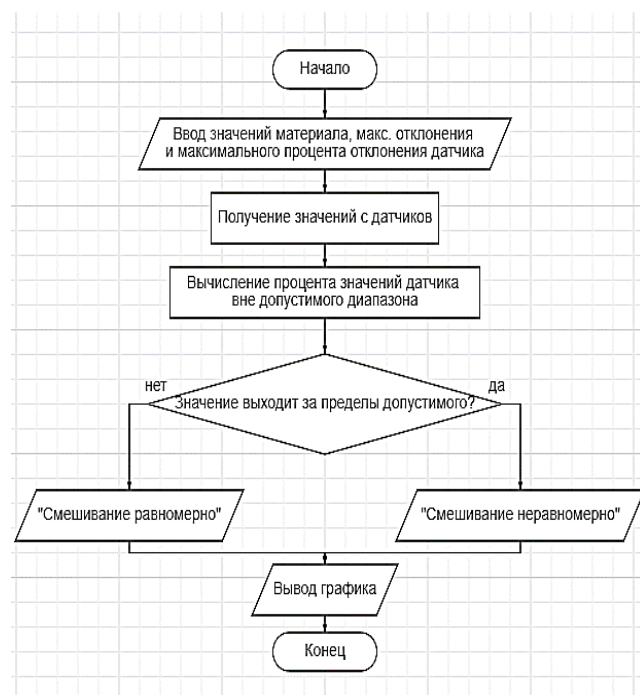 Начало
Ввод значений материала, макс. отклонения
и максимального процента отклонения датчика
Получение значений с датчиков
Вычисление процента значений датчика
вне допустимого диапазона
нет
да
Значение выходит за пределы допустимого?
"Смешивание равномерно"
"Смешивание неравномерно"
Вывод графика
Конец